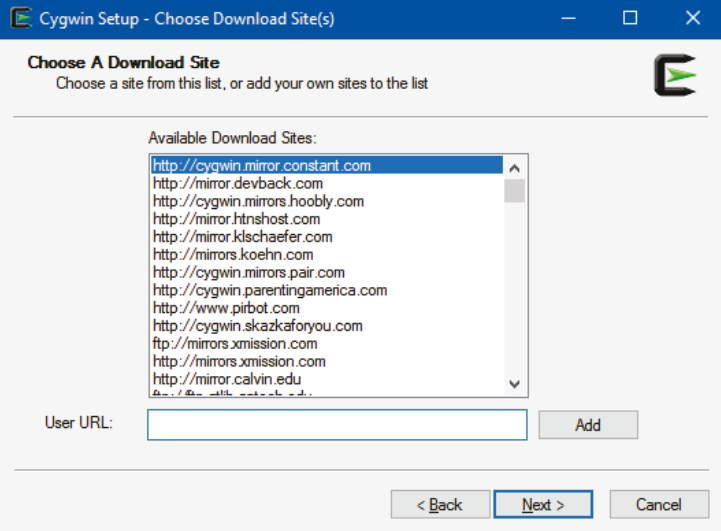 Cygwin Setup - Choose Download Site(s)
Choose A Download Site
Choose a site from this list, or add your own sites to the list
Available Download Sites:
http://cygwin.mirror.constant.com
http://mirror.devback.com
http://cygwin.mirrors.hoobly.com
http://mirror.htnshost.com
http://mirror.klschaefer.com
http://mirrors.koehn.com
http://cygwin.mirrors.pair.com
http://cygwin.parentingamerica.com
http://www.pirbot.com
http://cygwin.skazkaforyou.com
ftp://mirrors.xmission.com
http://mirrors.xmission.com
http://mirror.calvin.edu
User URL:
Add
< Back
Next >
Cancel